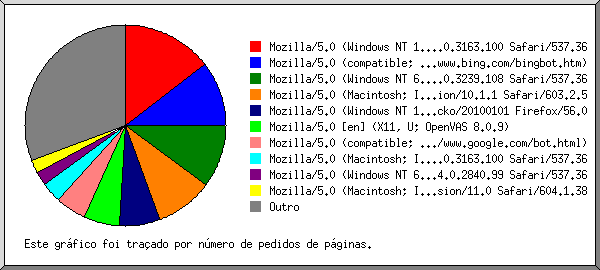 Mozilla/5.0 (Windows NT 1....0.3163.100 Safari/537.36
Mozilla/5.0 (compatible; ...www.bing.com/bingbot.htm)
Mozilla/5.0 (Windows NT 6....0.3239.108 Safari/537.36
Mozilla/5.0 (Macintosh; I...ion/10.1.1 Safari/603.2.5
Mozilla/5.0 (Windows NT 6...cko/20100101 Firefox/56.0
Mozilla/5.0 [en] (X11, U; OpenVAS 8.0.9)
Mozilla/5.0 (compatible; .../www.google.com/bot.html)
Mozilla/5.0 (Macintosh; I....0.3163.100 Safari/537.36
Mozilla/5.0 (Windows NT 6...4.0.2840.99 Safari/537.36
Mozilla/5.0 (Macintosh; I...sion/11.0 Safari/604.1.38
Outro
Este gráfico foi traçado por número de pedidos de páginas.